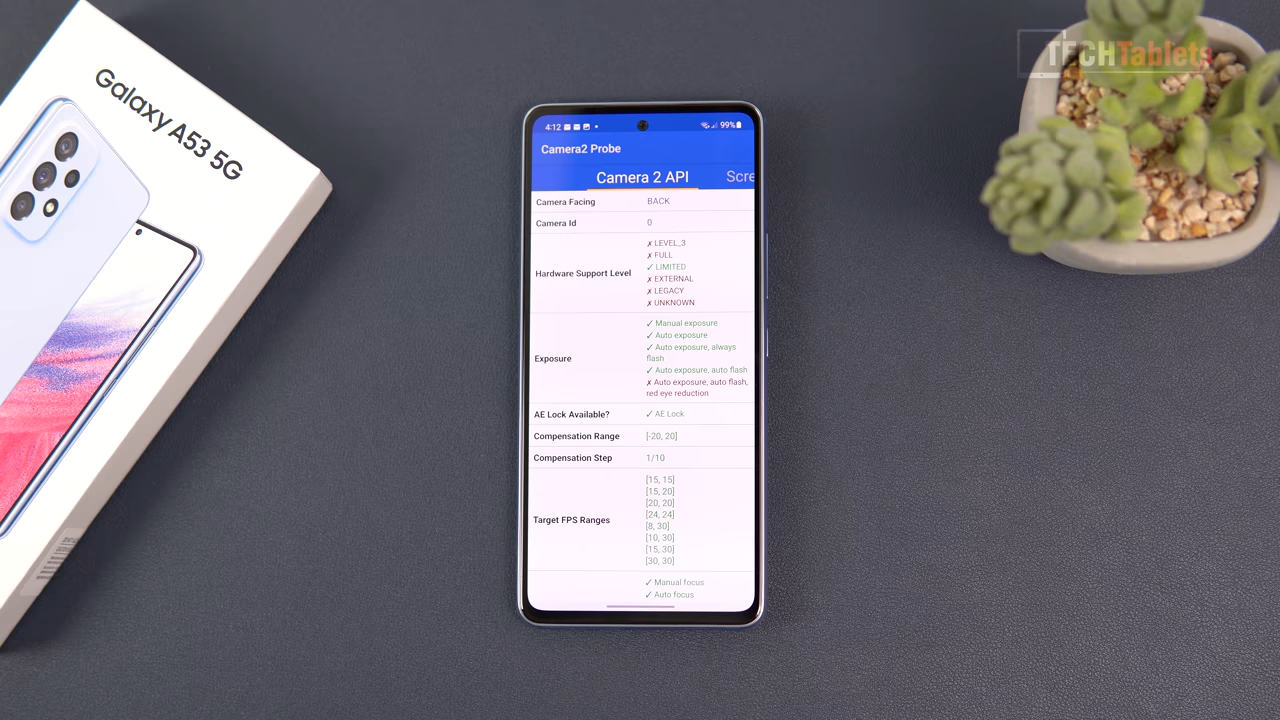 Galaxy A53 5G
TECHTablets
4:12
99%
Camera2 Probe
Camera 2 API
Scre
Camera Facing
BACK
Camera Id
0
Hardware Support Level
✗ LEVEL_3
✗ FULL
✓ LIMITED
✗ EXTERNAL
✗ LEGACY
✗ UNKNOWN
Exposure
✓ Manual exposure
✓ Auto exposure
✓ Auto exposure, always
flash
✓ Auto exposure, auto flash
✗ Auto exposure, auto flash,
red eye reduction
AE Lock Available?
✓ AE Lock
Compensation Range
[-20, 20]
Compensation Step
1/10
Target FPS Ranges
[15, 15]
[15, 20]
[20, 20]
[24, 24]
[8, 30]
[10, 30]
[15, 30]
[30, 30]
✓ Manual focus
✓ Auto focus